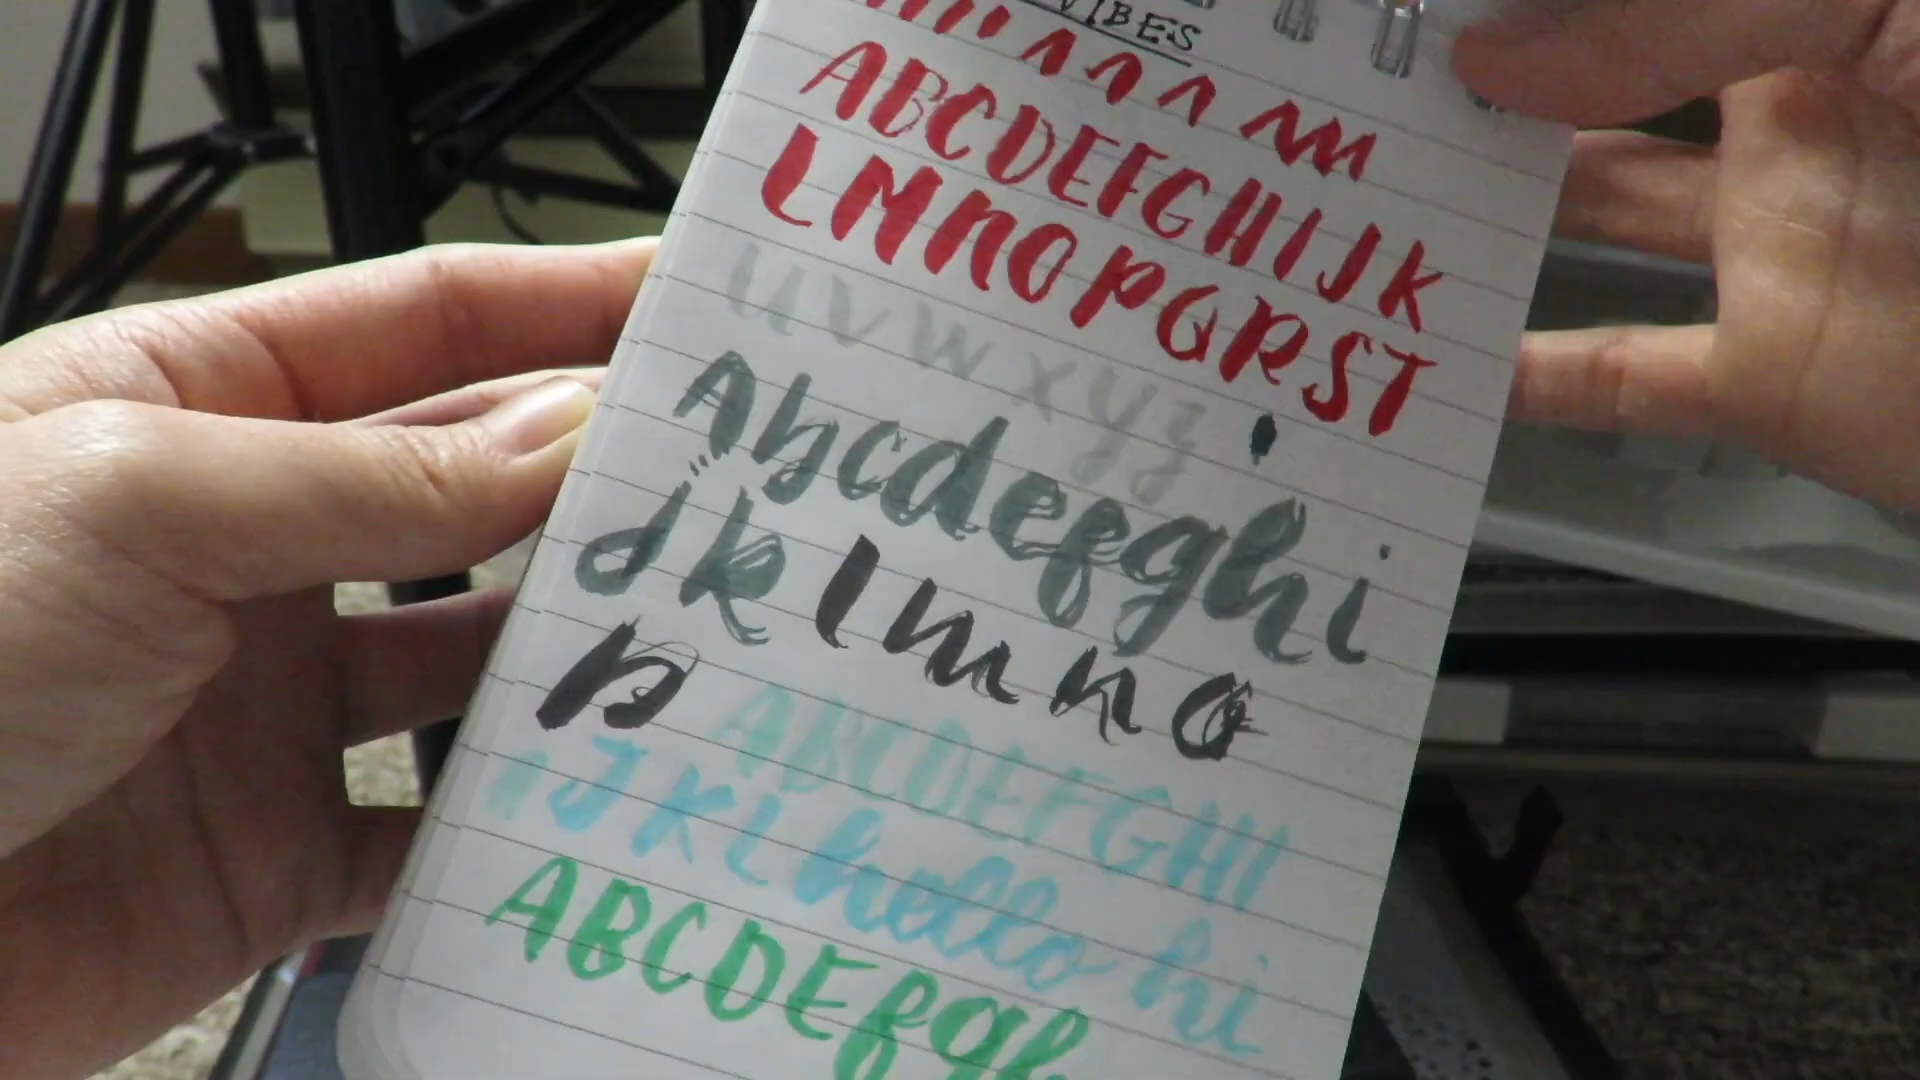 VIBES
ABCDEFGHIJK
LMNOPQRST
uvwxyz
Abcdefghi
jklmno
p ABCDEFGHI
JKL hello hi
ABCDEfgh